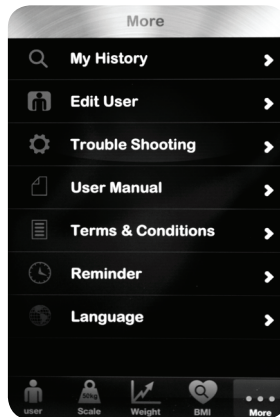 More
My History
Edit User
Trouble Shooting
User Manual
Terms & Conditions
Reminder
Language
50kg
user Scale Weight BMI More